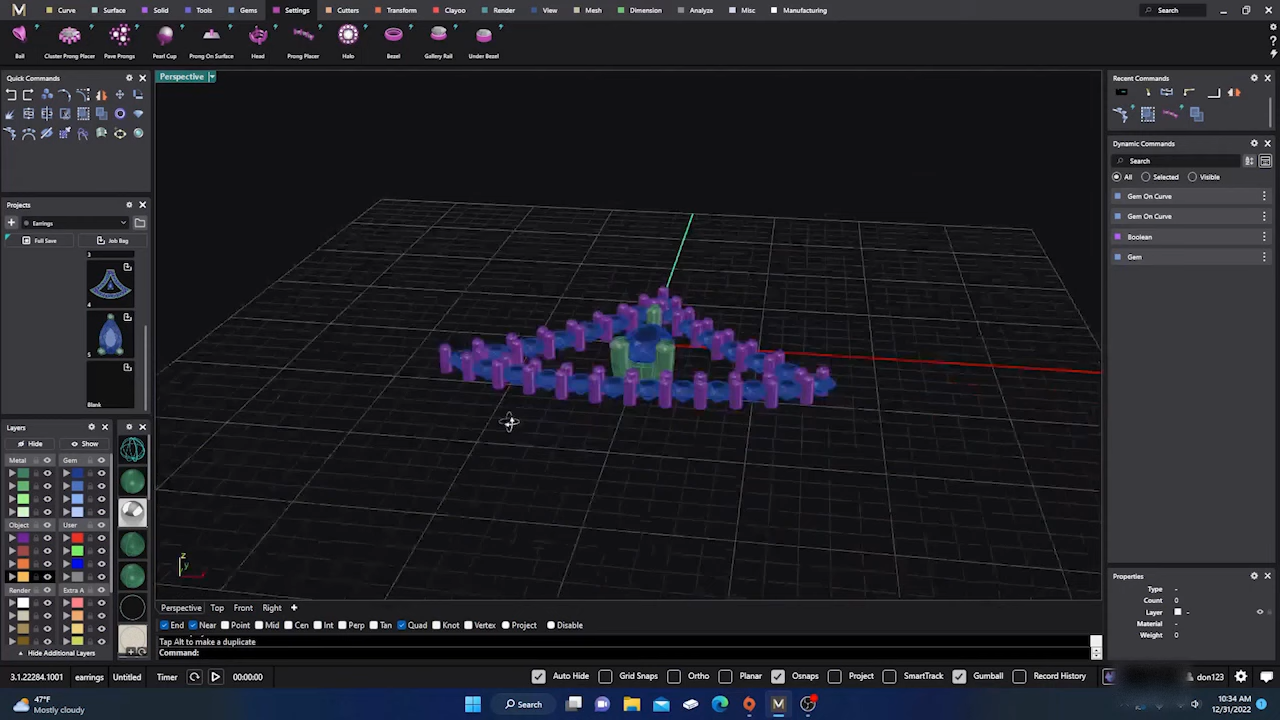 Curve Surface Solid Tools Gems Settings Cutters Transform Clayoo Render View Mesh Dimension Analyze Misc Manufacturing Search
Ball Cluster Prong Placer Pave Prongs Pearl Cup Prong On Surface Head Prong Placer Halo Bezel Gallery Rail Under Bezel
Quick Commands
Perspective
Recent Commands
Dynamic Commands
Search
All Selected Visible
Gem On Curve
Gem On Curve
Boolean
Gem
Projects
Earrings
Full Save Job Bag
3
4
5
Blank
Layers
Hide Show
Metal Gem
Object User
Render Extra A
Hide Additional Layers
z
y
Properties
Type -
Count 0
Layer -
Material -
Weight 0
Perspective Top Front Right
End Near Point Mid Cen Int Perp Tan Quad Knot Vertex Project Disable
Tap Alt to make a duplicate
Command:
3.1.22284.1001 earrings Untitled Timer 00:00:00 Auto Hide Grid Snaps Ortho Planar Osnaps Project SmartTrack Gumball Record History don123
47°F
Mostly cloudy
Search
10:34 AM
12/31/2022